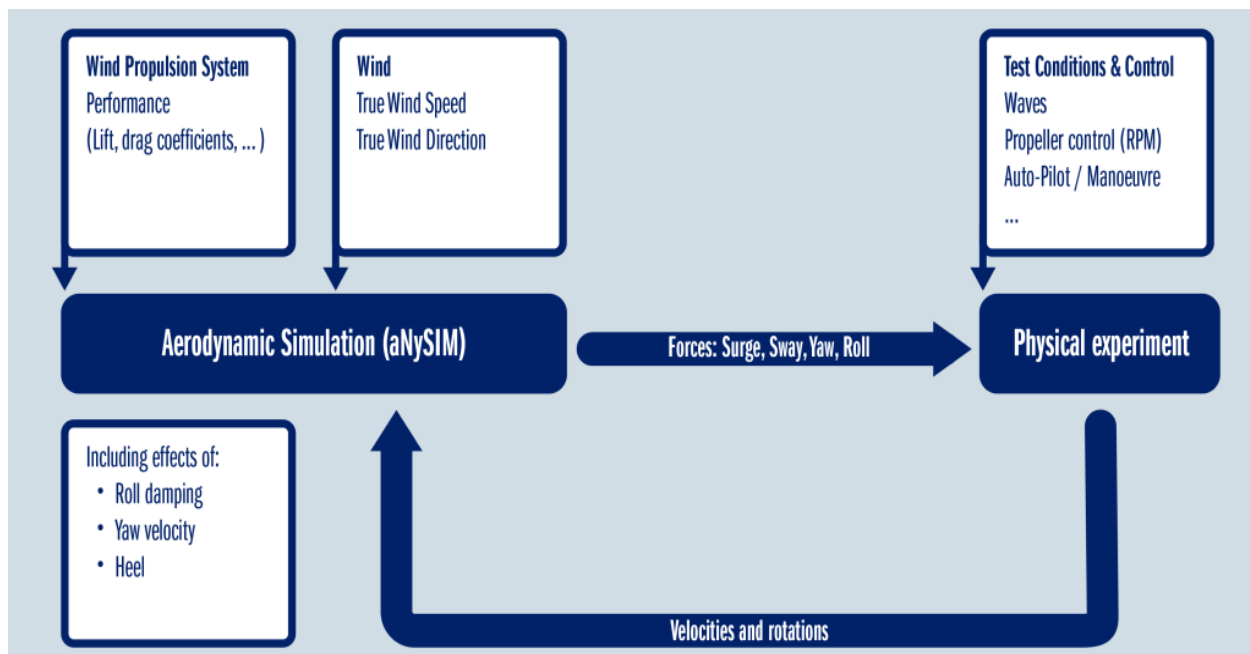 Wind Propulsion System
Performance
(Lift, drag coefficients, ... )
Wind
True Wind Speed
True Wind Direction
Test Conditions & Control
Waves
Propeller control (RPM)
Auto-Pilot / Manoeuvre
...
Aerodynamic Simulation (aNySIM)
Forces: Surge, Sway, Yaw, Roll
Physical experiment
Including effects of:
• Roll damping
• Yaw velocity
• Heel
Velocities and rotations